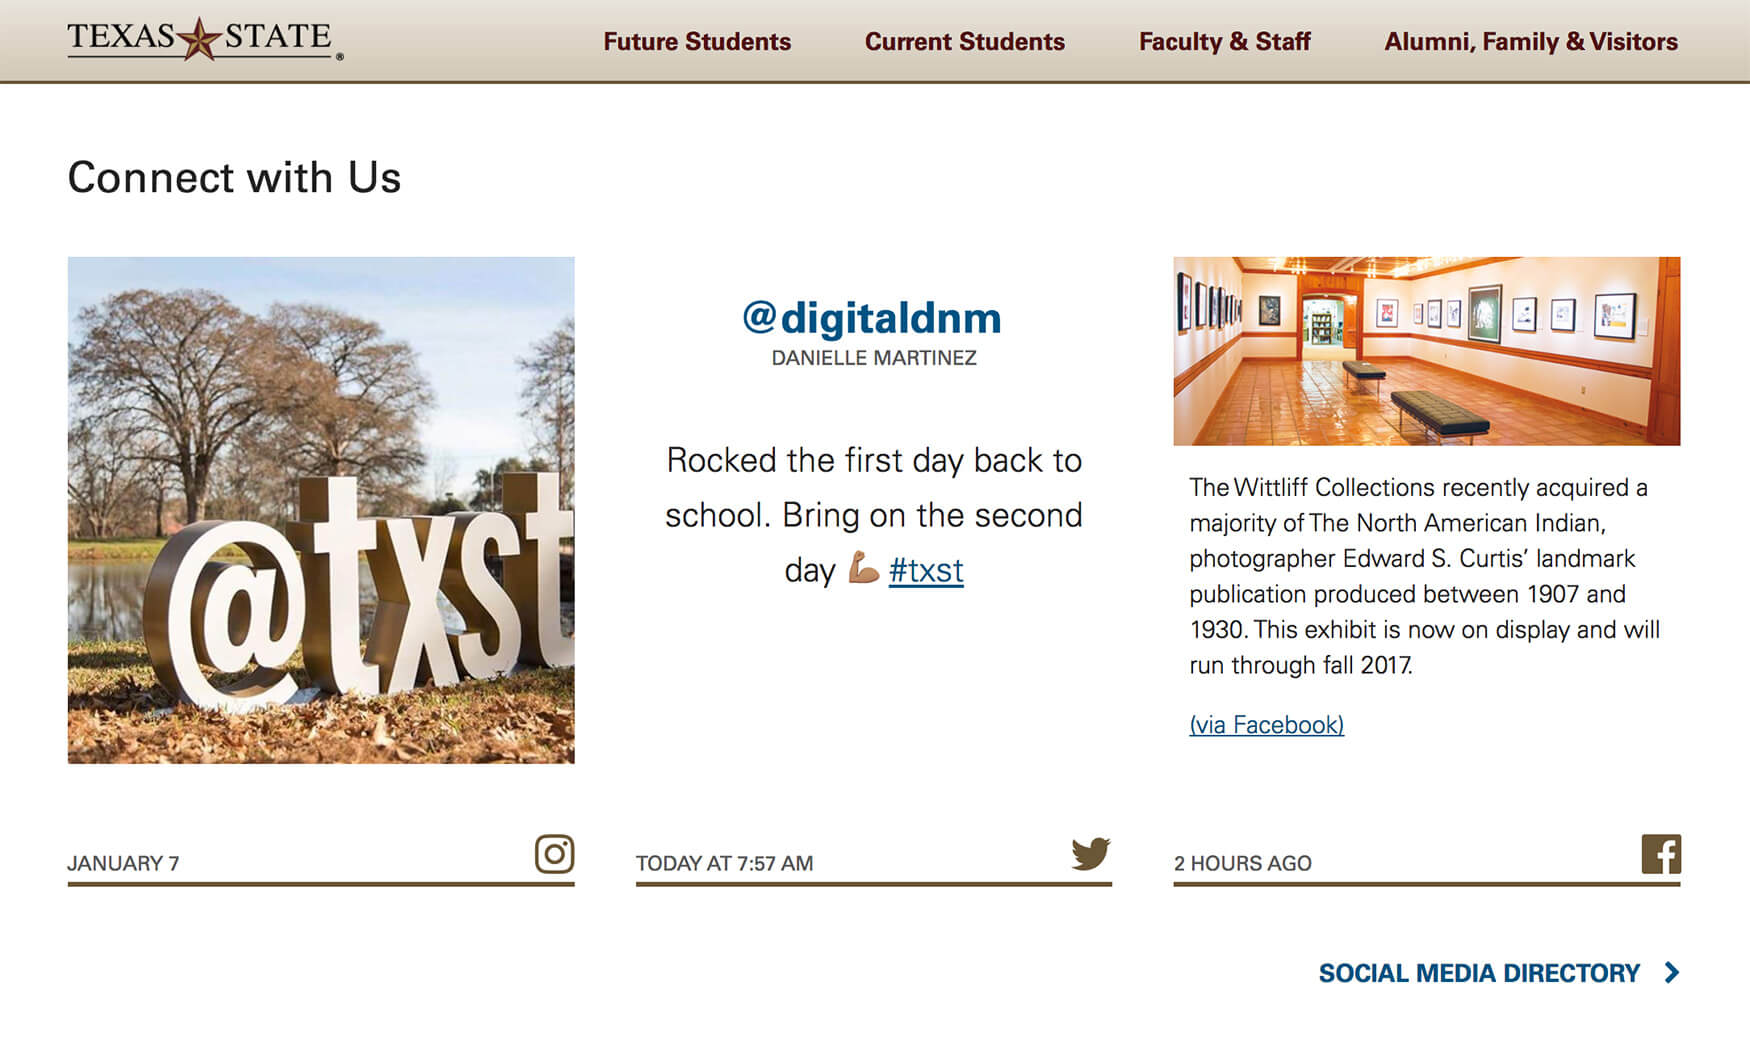 TEXAS STATE ®
Future Students
Current Students
Faculty & Staff
Alumni, Family & Visitors
Connect with Us
@txst
JANUARY 7
@digitaldnm
DANIELLE MARTINEZ
Rocked the first day back to
school. Bring on the second
day 💪🏽 #txst
TODAY AT 7:57 AM
The Wittliff Collections recently acquired a
majority of The North American Indian,
photographer Edward S. Curtis’ landmark
publication produced between 1907 and
1930. This exhibit is now on display and will
run through fall 2017.
(via Facebook)
2 HOURS AGO
SOCIAL MEDIA DIRECTORY